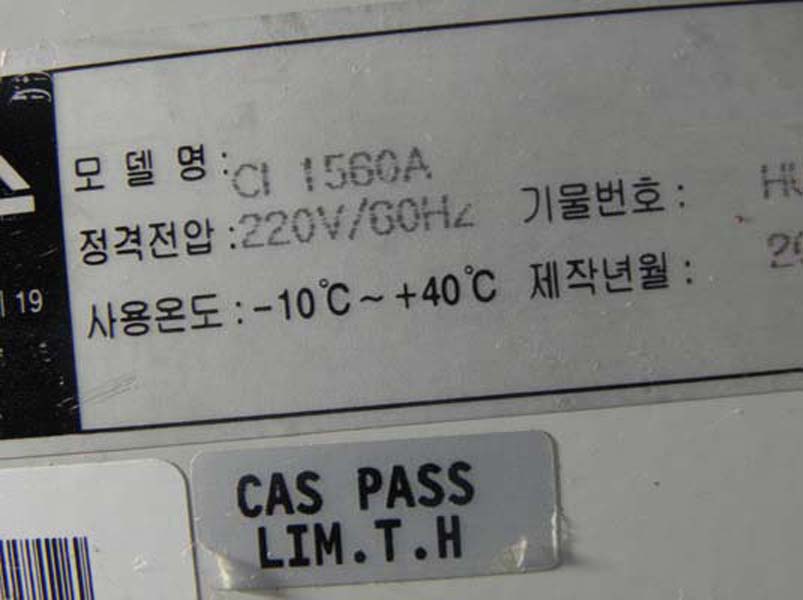 모 델 명 : CI 1560A
정격전압 : 220V/60Hz 기물번호 :
사용온도 : -10℃ ~ +40℃ 제작년월 :
19
CAS PASS
LIM.T.H